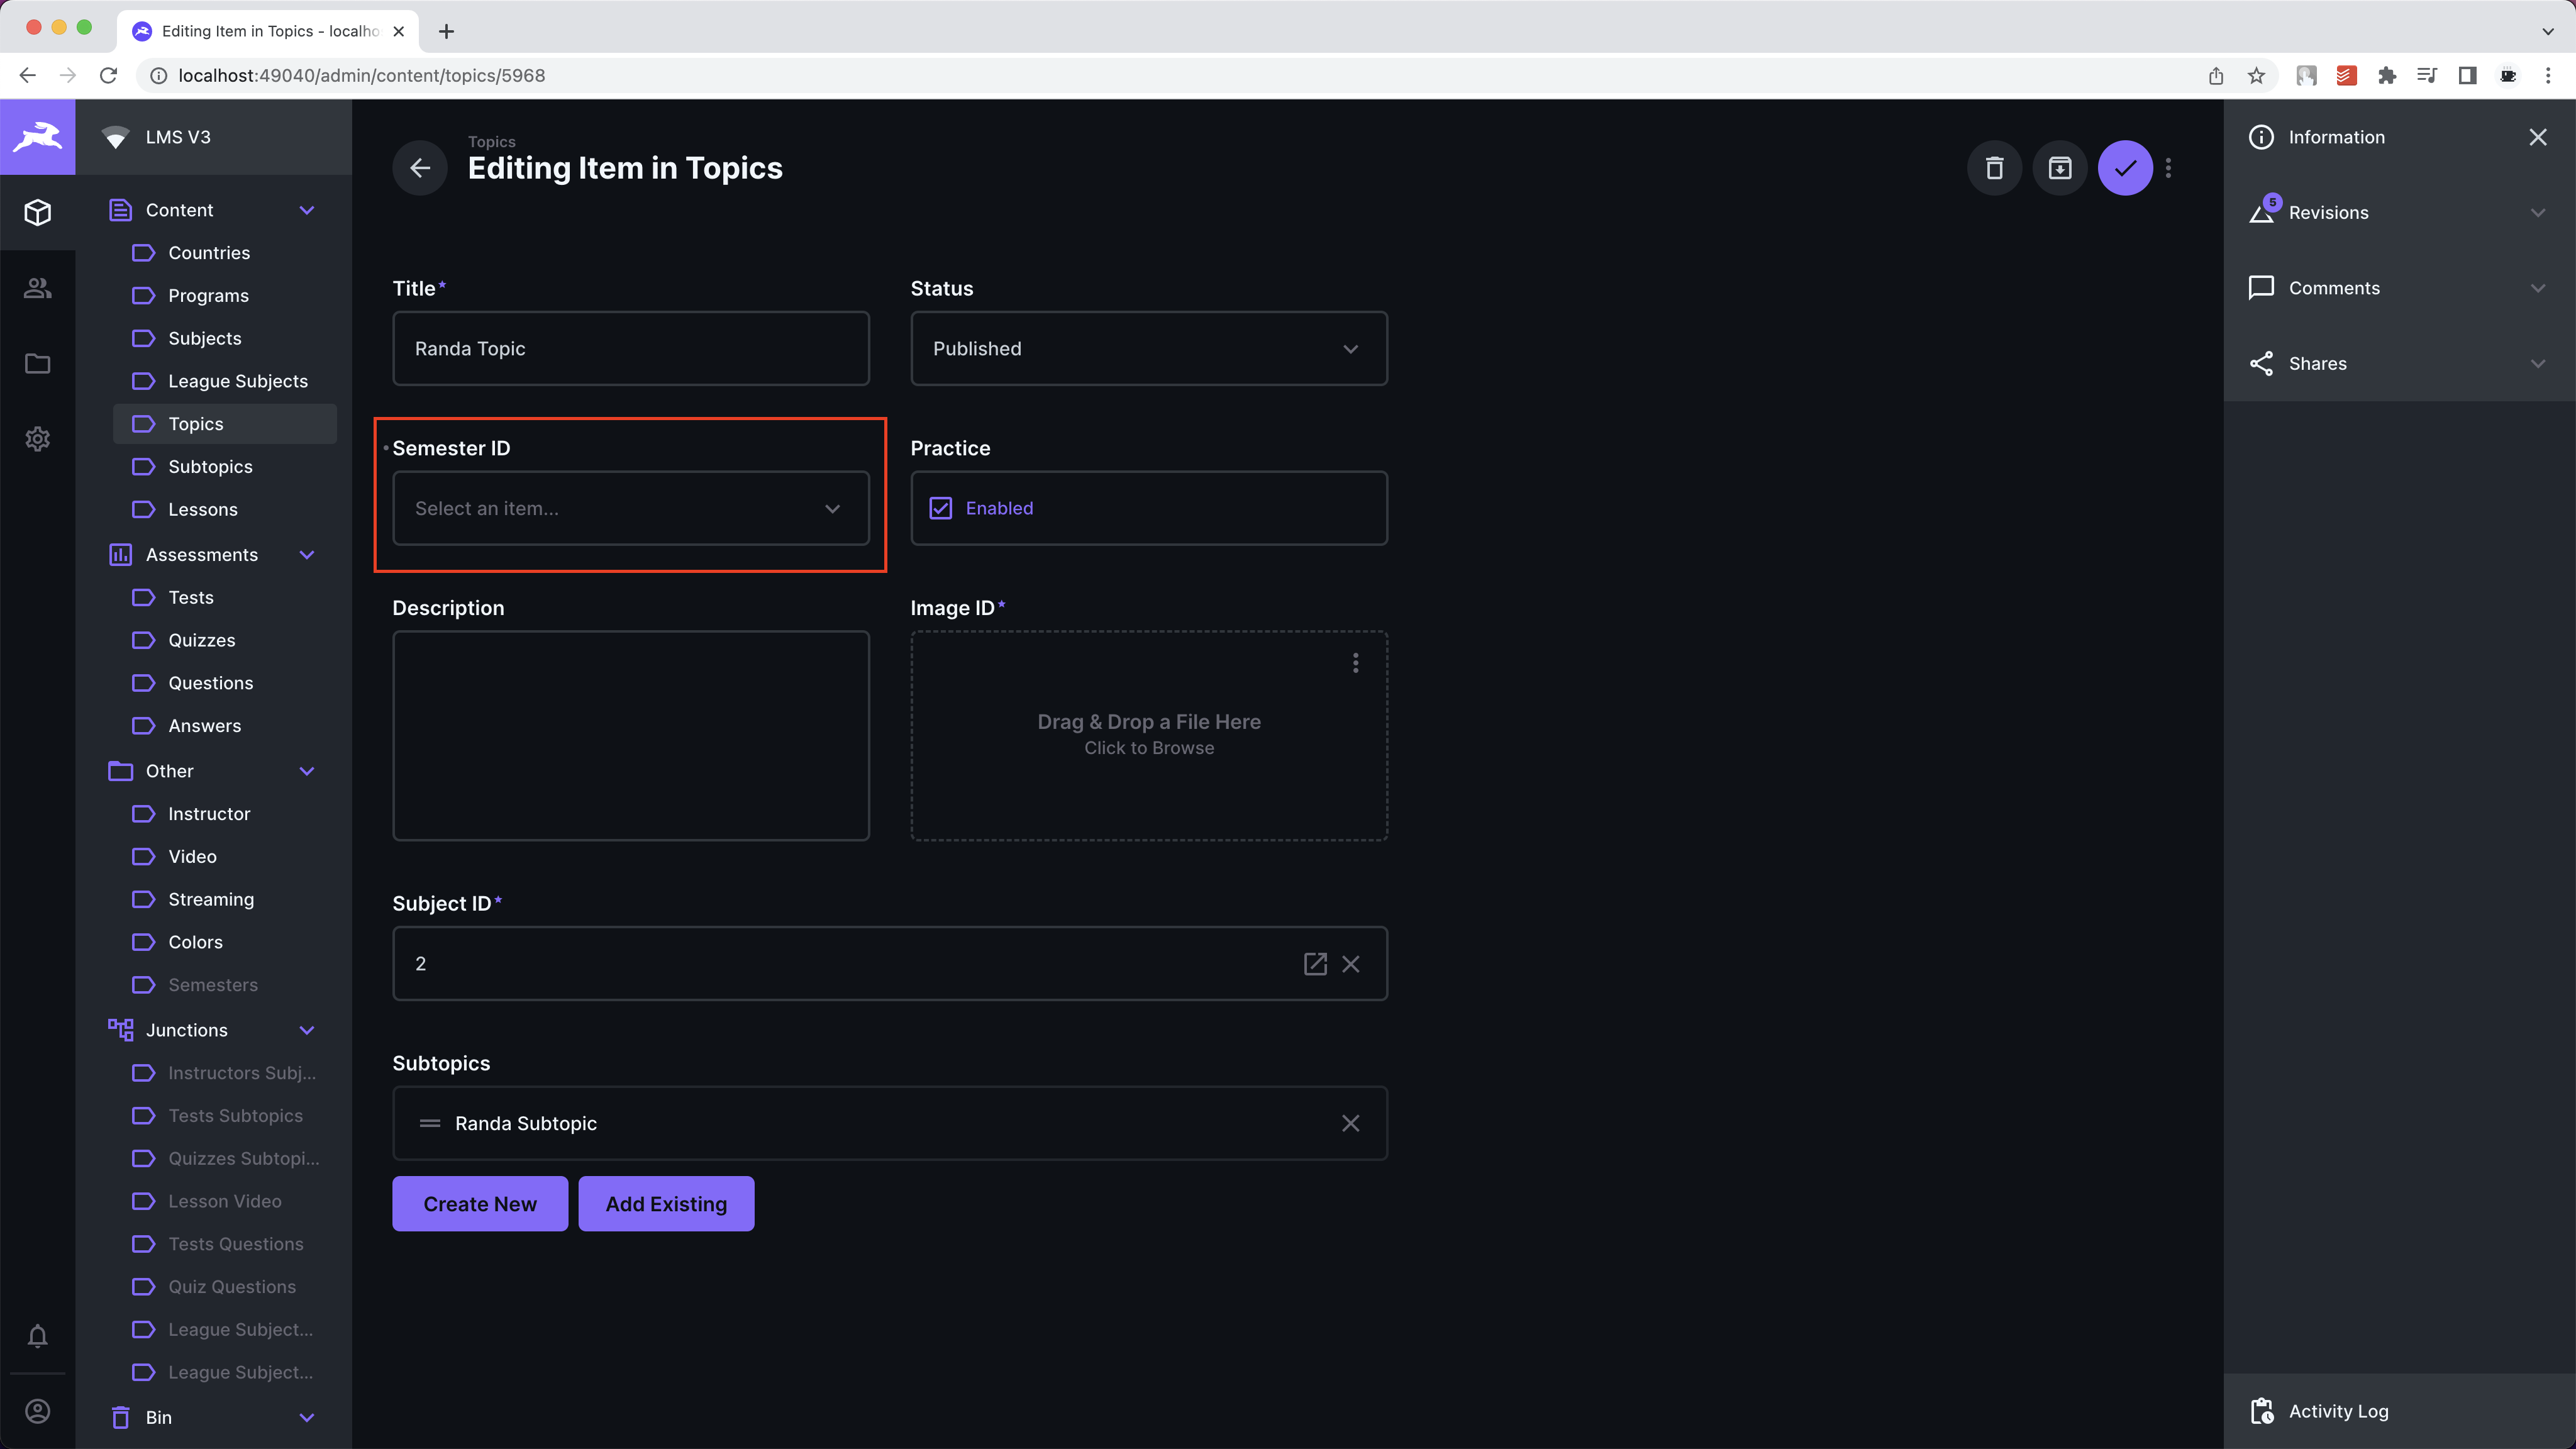 Editing Item in Topics - localho
localhost:49040/admin/content/topics/5968
LMS V3
Content
Countries
Programs
Subjects
League Subjects
Topics
Subtopics
Lessons
Assessments
Tests
Quizzes
Questions
Answers
Other
Instructor
Video
Streaming
Colors
Semesters
Junctions
Instructors Subj...
Tests Subtopics
Quizzes Subtopi...
Lesson Video
Tests Questions
Quiz Questions
League Subject...
League Subject...
Bin
Topics
Editing Item in Topics
Title*
Randa Topic
Status
Published
Semester ID
Select an item...
Practice
Enabled
Description
Image ID*
Drag & Drop a File Here
Click to Browse
Subject ID*
2
Subtopics
Randa Subtopic
Create New
Add Existing
Information
5
Revisions
Comments
Shares
Activity Log